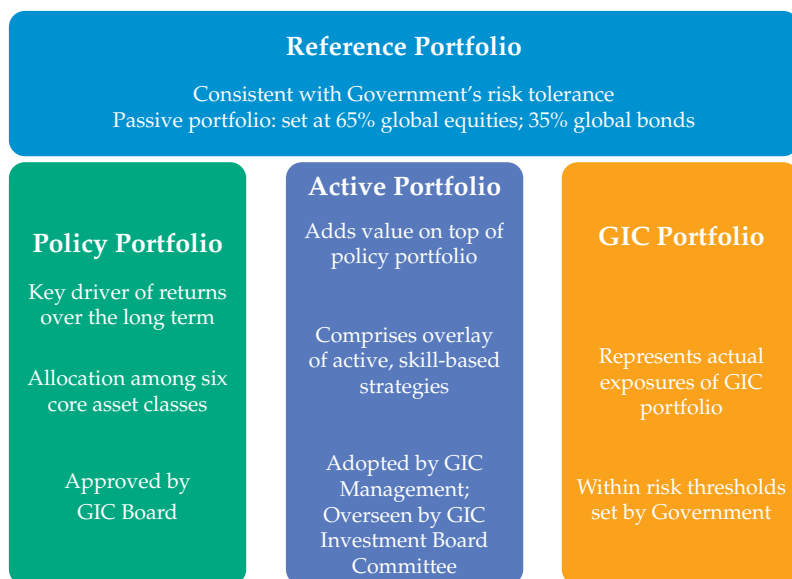 Reference Portfolio
Consistent with Government’s risk tolerance
Passive portfolio: set at 65% global equities; 35% global bonds
Policy Portfolio
Key driver of returns
over the long term
Allocation among six
core asset classes
Approved by
GIC Board
Active Portfolio
Adds value on top of
policy portfolio
Comprises overlay
of active, skill-based
strategies
Adopted by GIC
Management;
Overseen by GIC
Investment Board
Committee
GIC Portfolio
Represents actual
exposures of GIC
portfolio
Within risk thresholds
set by Government